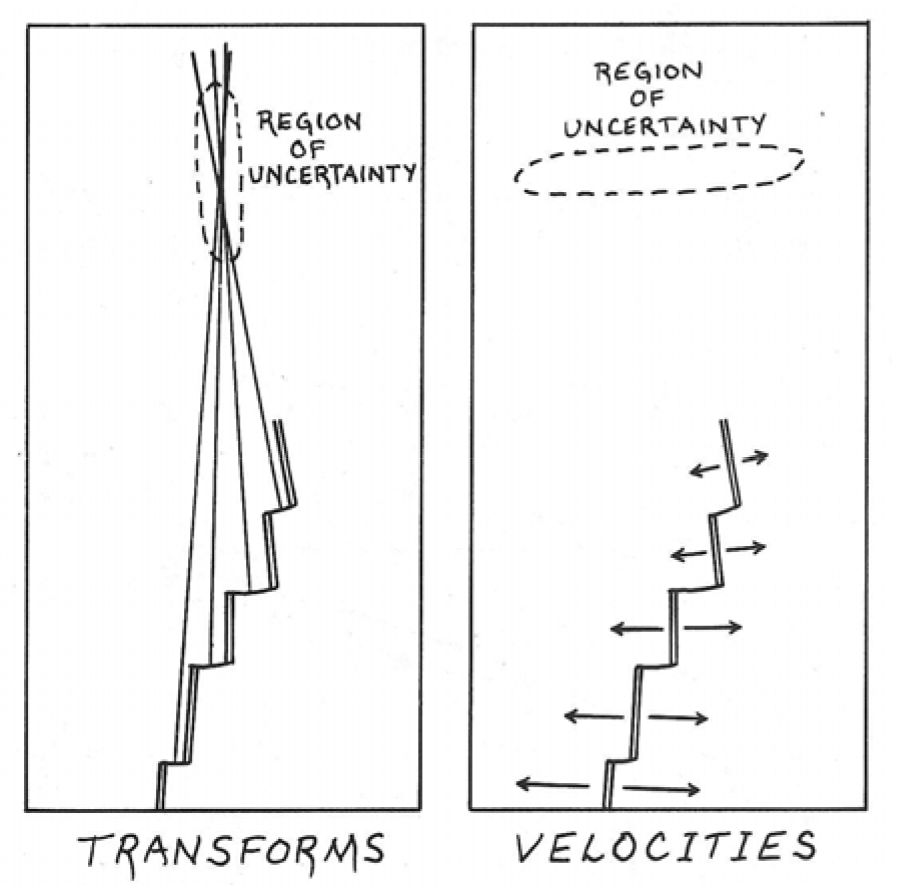 REGION
OF
UNCERTAINTY
REGION
OF
UNCERTAINTY
TRANSFORMS
VELOCITIES